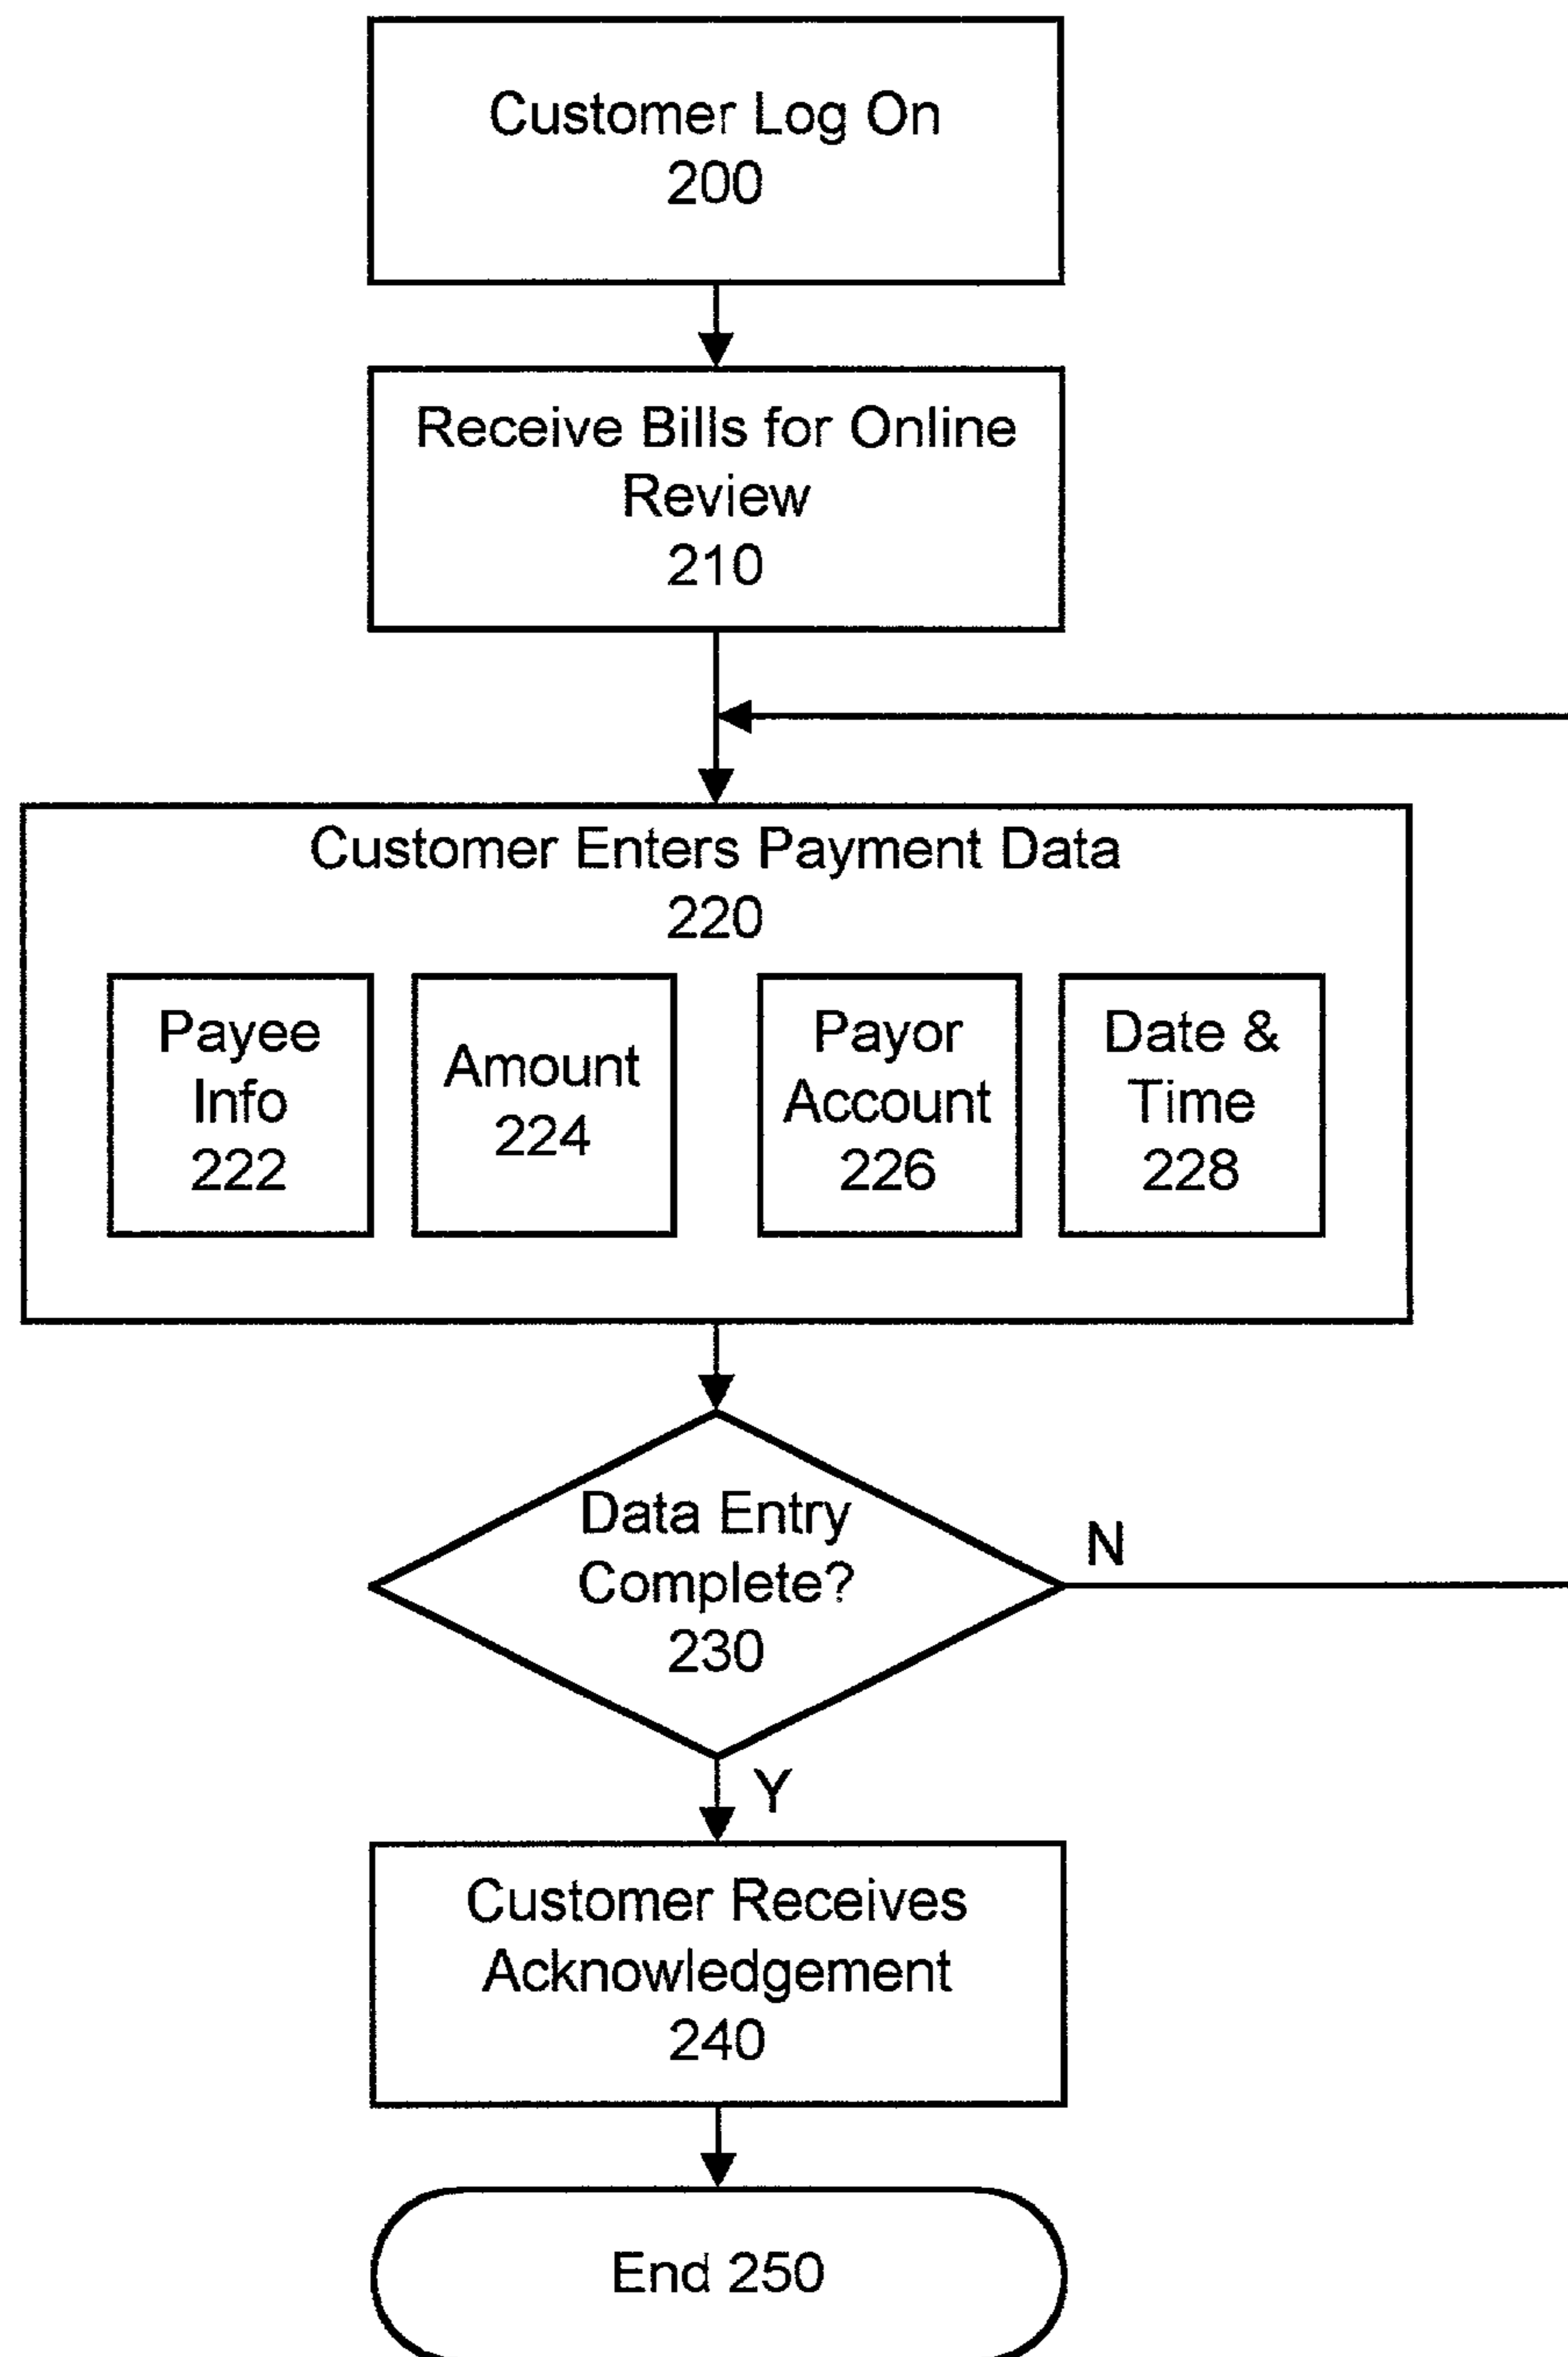 Customer Log On
200
Receive Bills for Online
Review
210
Customer Enters Payment Data
220
Payee
Info
222
Amount
224
Payor
Account
226
Date &
Time
228
Data Entry
Complete?
230
N
Y
Customer Receives
Acknowledgement
240
End 250